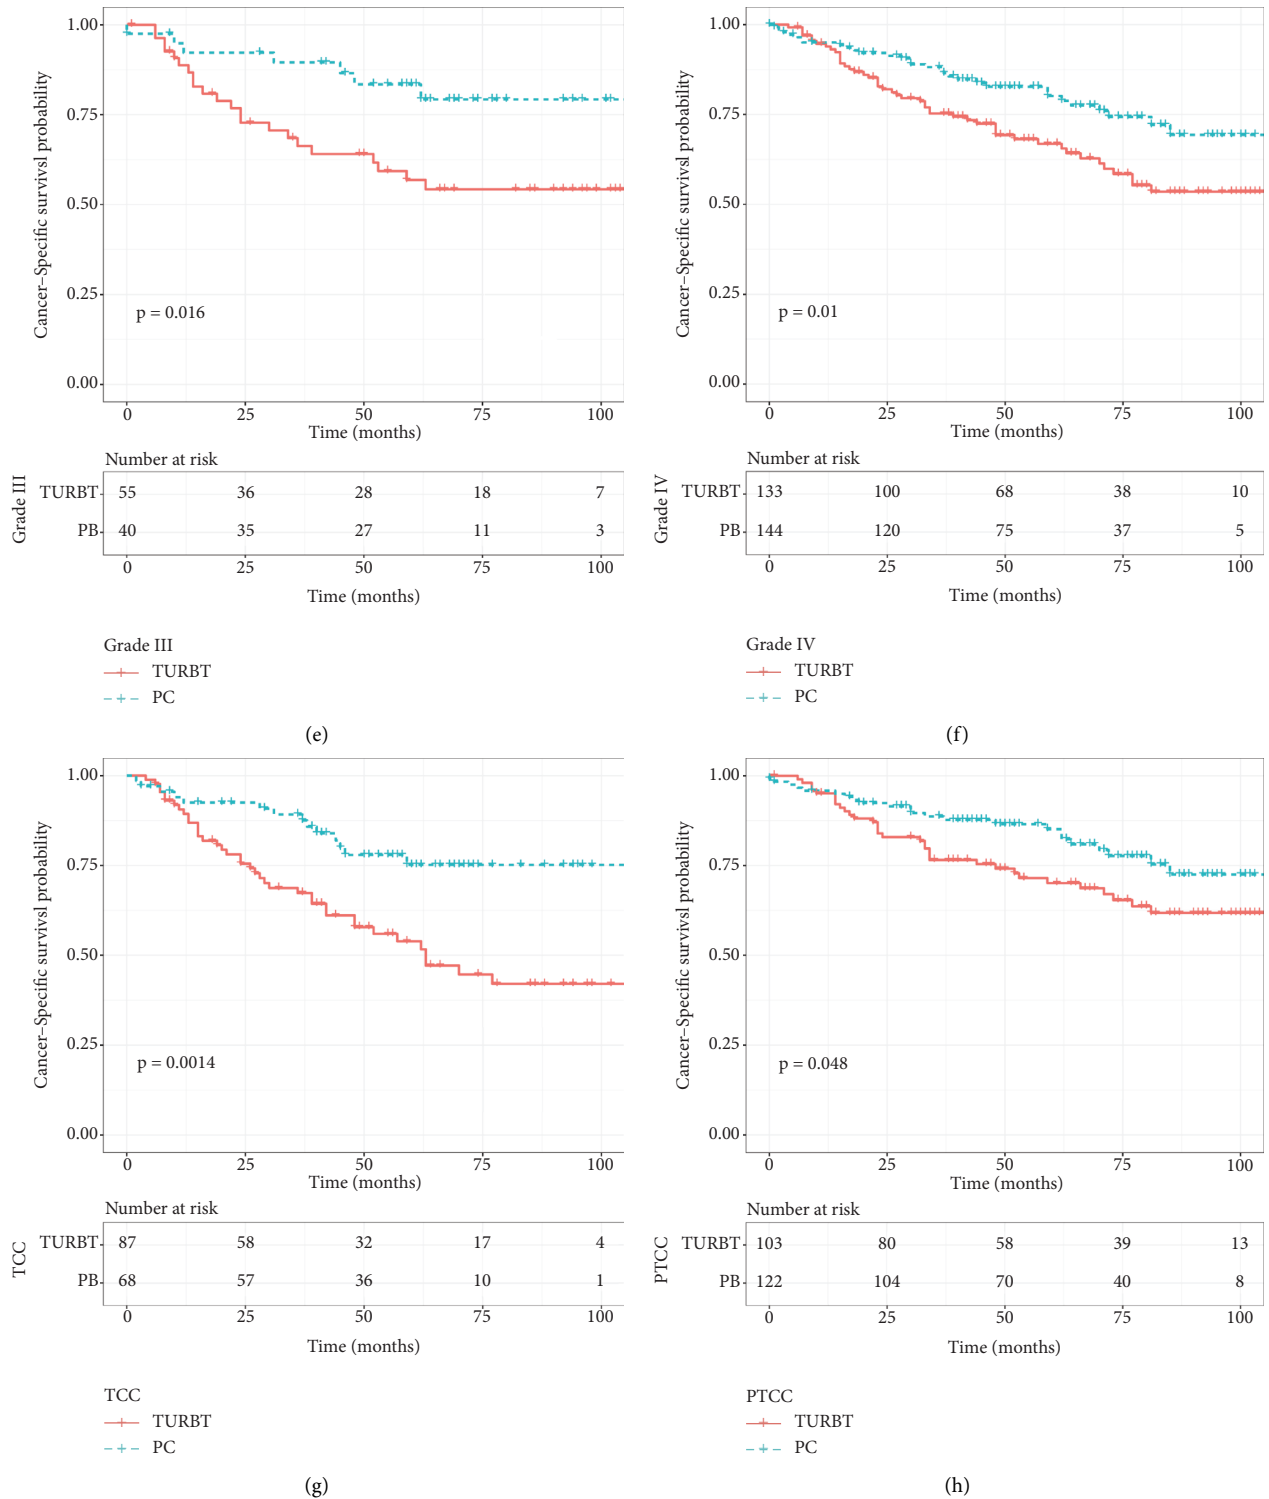 1.00
0.75
0.50
0.25
0.00
Cancer–Specific survivsl probability
p = 0.016
0 25 50 75 100
Time (months)
Number at risk
Grade III
TURBT 55 36 28 18 7
PB 40 35 27 11 3
0 25 50 75 100
Time (months)
Grade III
TURBT
PC
(e)
1.00
0.75
0.50
0.25
0.00
Cancer–Specific survivsl probability
p = 0.01
0 25 50 75 100
Time (months)
Number at risk
Grade IV
TURBT 133 100 68 38 10
PB 144 120 75 37 5
0 25 50 75 100
Time (months)
Grade IV
TURBT
PC
(f)
1.00
0.75
0.50
0.25
0.00
Cancer–Specific survivsl probability
p = 0.0014
0 25 50 75 100
Time (months)
Number at risk
TCC
TURBT 87 58 32 17 4
PB 68 57 36 10 1
0 25 50 75 100
Time (months)
TCC
TURBT
PC
(g)
1.00
0.75
0.50
0.25
0.00
Cancer–Specific survivsl probability
p = 0.048
0 25 50 75 100
Time (months)
Number at risk
PTCC
TURBT 103 80 58 39 13
PB 122 104 70 40 8
0 25 50 75 100
Time (months)
PTCC
TURBT
PC
(h)